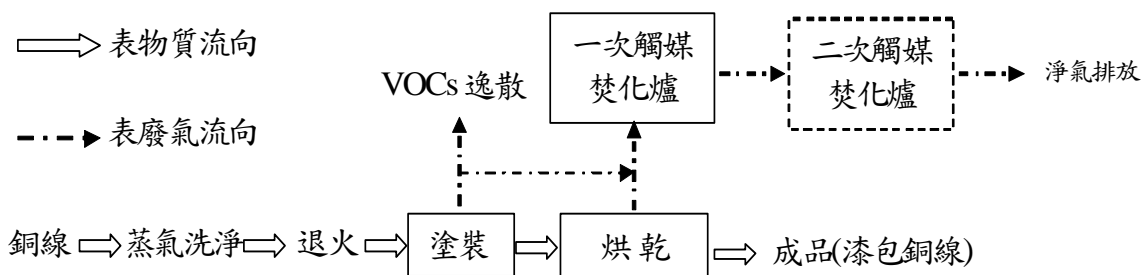 表物質流向
表廢氣流向
VOCs 逸散
一次觸媒
焚化爐
二次觸媒
焚化爐
淨氣排放
銅線
蒸氣洗淨
退火
塗裝
烘乾
成品(漆包銅線)